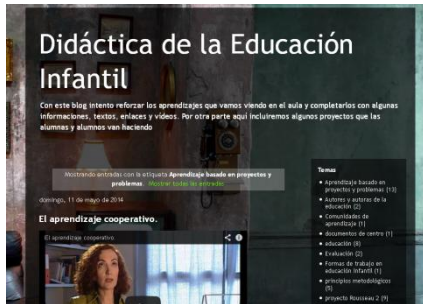 Didáctica de la Educación
Infantil
Con este blog intento reforzar los aprendizajes que vamos viendo en el aula y completarlos con algunas
informaciones, textos, enlaces y vídeos. Por otra parte aquí incluiremos algunos proyectos que las
alumnas y alumnos van haciendo
Mostrando entradas con la etiqueta Aprendizaje basado en proyectos y
problemas. Mostrar todas las entradas
domingo, 11 de mayo de 2014
El aprendizaje cooperativo.
El aprendizaje cooperativo
Temas
Aprendizaje basado en
proyectos y problemas (13)
Autores y autoras de la
educación (2)
Comunidades de
aprendizaje (1)
documentos de centro (1)
educación (8)
Evaluación (2)
Formas de trabajo en
educación infantil (1)
principios metodológicos
(5)
proyecto Rousseau 2 (9)